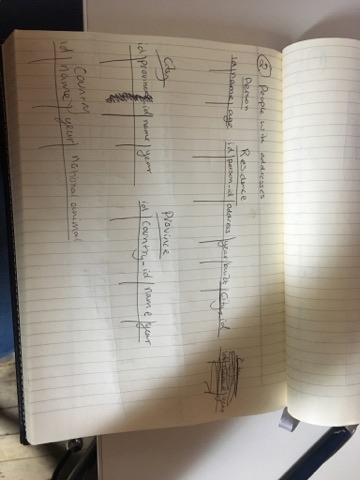 ② People with addresses
Person
id | name | age
Residence
id | person_id | address | year built | City_id
City
id | province_id | name | year
Province
id | country_id | name | year
Country
id | name | year | national animal